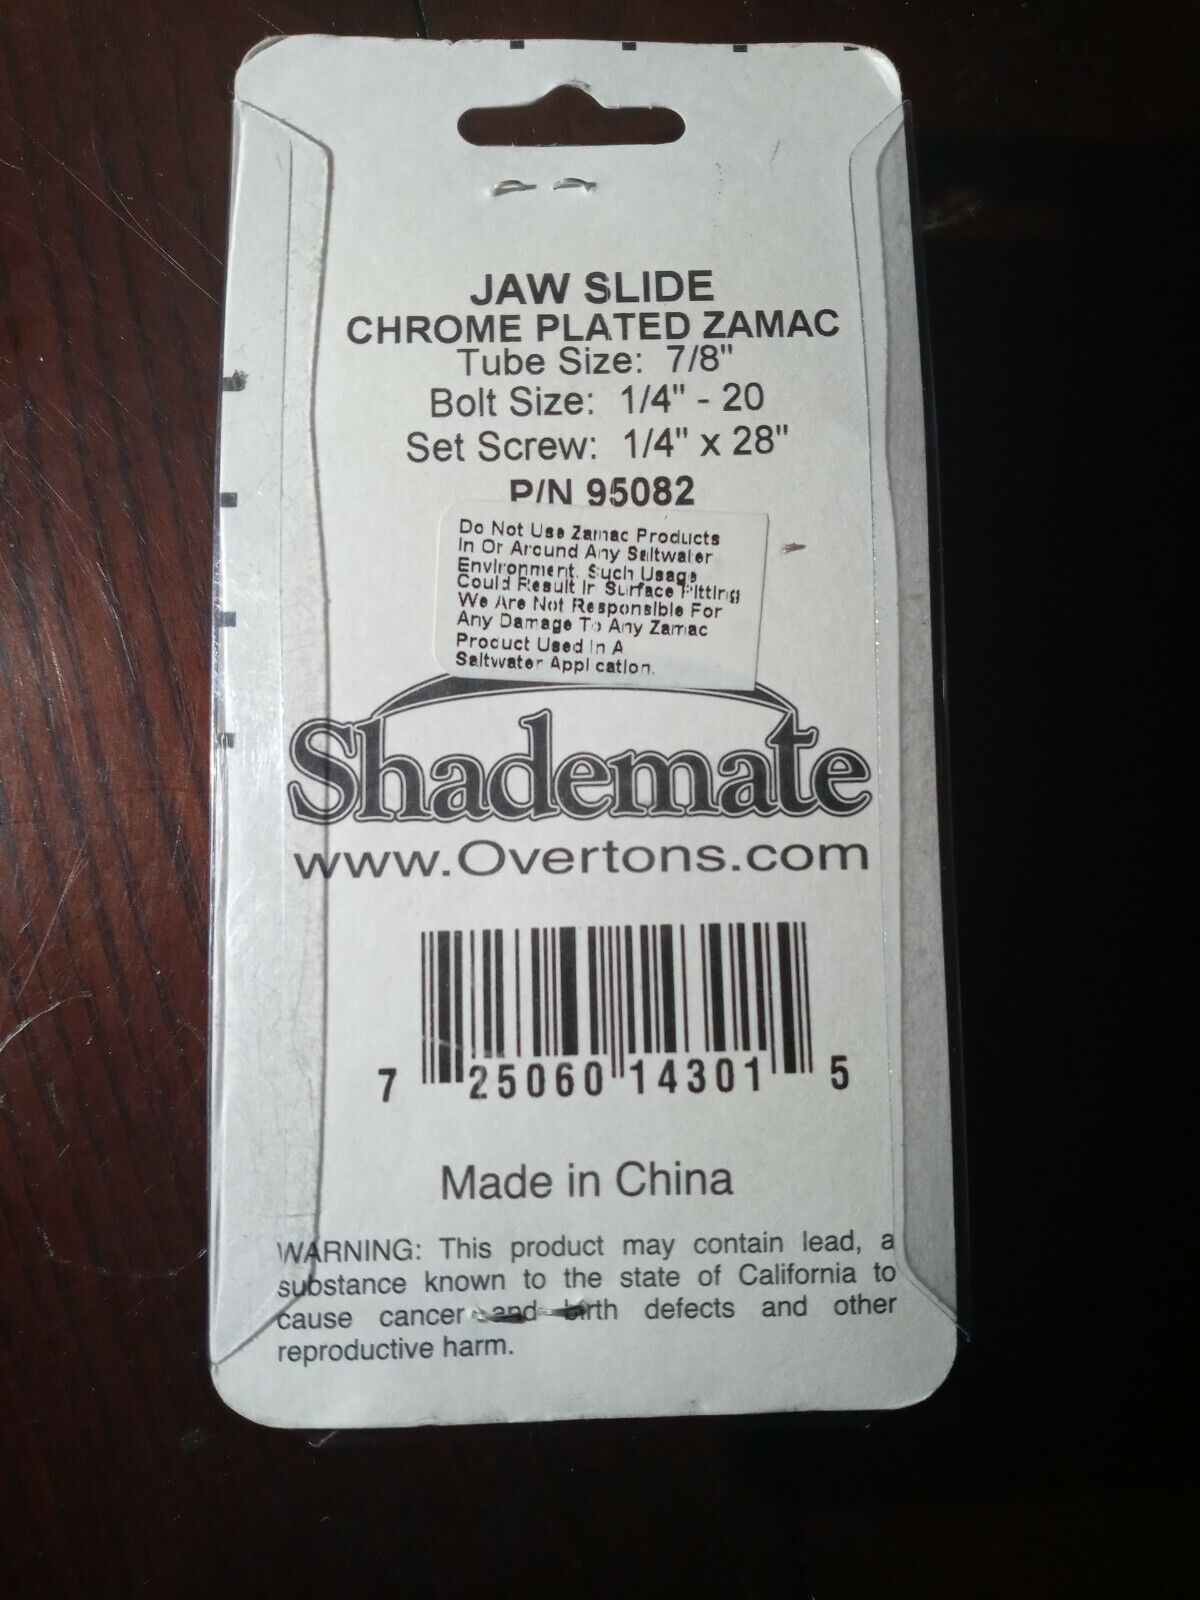 JAW SLIDE
CHROME PLATED ZAMAC
Tube Size: 7/8"
Bolt Size: 1/4" - 20
Set Screw: 1/4" x 28"
P/N 95082
Do Not Use Zamac Products
In Or Around Any Saltwater
Environment. Such Usage
Could Result In Surface Pitting
We Are Not Responsible For
Any Damage To Any Zamac
Product Used In A
Saltwater Application.
Shademate
www.Overtons.com
7 25060 14301 5
Made in China
WARNING: This product may contain lead, a
substance known to the state of California to
cause cancer and birth defects and other
reproductive harm.